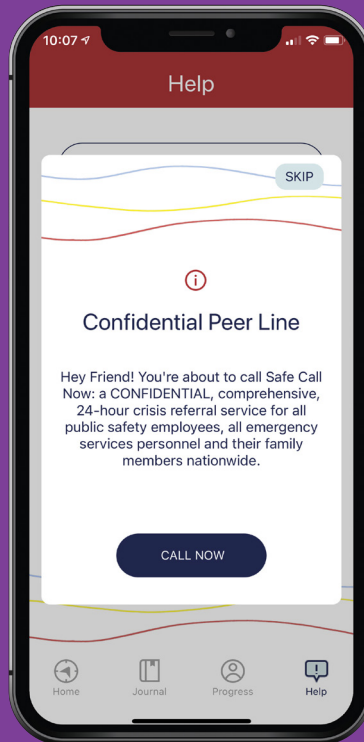 10:07
Help
SKIP
Confidential Peer Line
Hey Friend! You're about to call Safe Call
Now: a CONFIDENTIAL, comprehensive,
24-hour crisis referral service for all
public safety employees, all emergency
services personnel and their family
members nationwide.
CALL NOW
Home Journal Progress Help